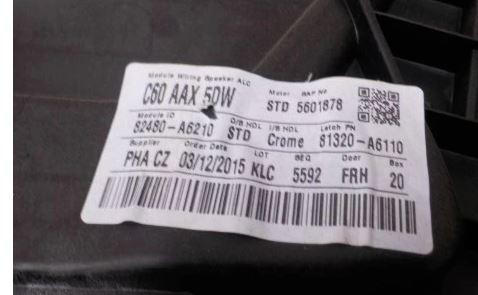 Module Wiring Speaker ALC Motor BAP No
C60 AAX 5DW STD 5601878
Module ID O/B HDL I/B HDL Latch PN
82480-A6210 STD Crome 81320-A6110
Supplier Order Date LOT SEQ Door Box
PHA CZ 03/12/2015 KLC 5592 FRH 20